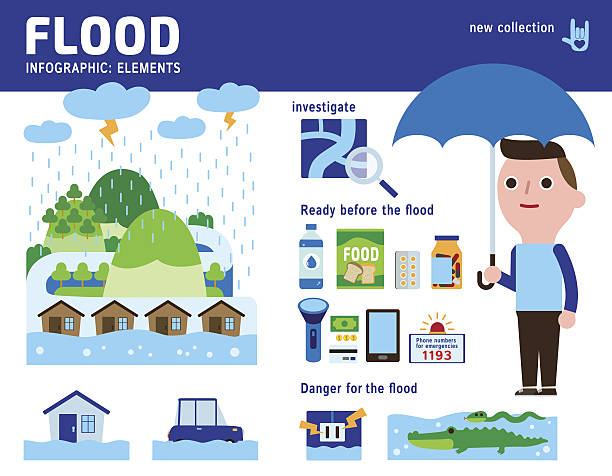 FLOOD
INFOGRAPHIC: ELEMENTS
new collection
investigate
Ready before the flood
FOOD
Phone numbers
for emergencies
1193
Danger for the flood